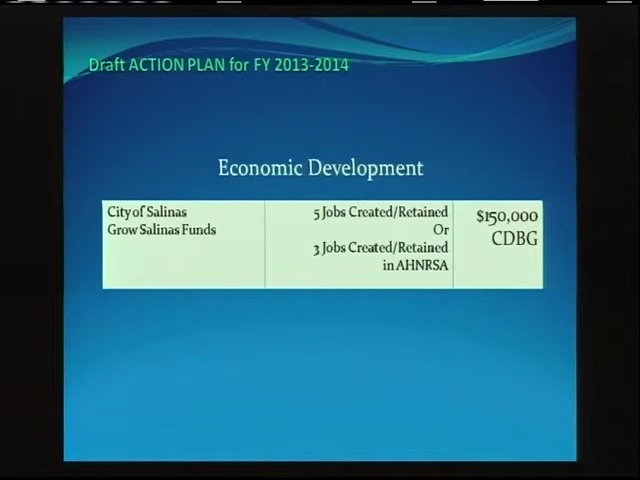 Draft ACTION PLAN for FY 2013-2014
Economic Development
City of Salinas
Grow Salinas Funds
5 Jobs Created/Retained
Or
3 Jobs Created/Retained
in AHNRSA
$150,000
CDBG